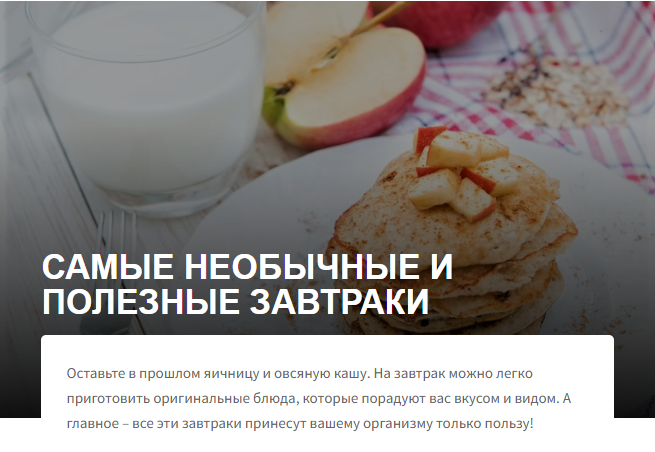 САМЫЕ НЕОБЫЧНЫЕ И
ПОЛЕЗНЫЕ ЗАВТРАКИ
Оставьте в прошлом яичницу и овсяную кашу. На завтрак можно легко
приготовить оригинальные блюда, которые порадуют вас вкусом и видом. А
главное – все эти завтраки принесут вашему организму только пользу!